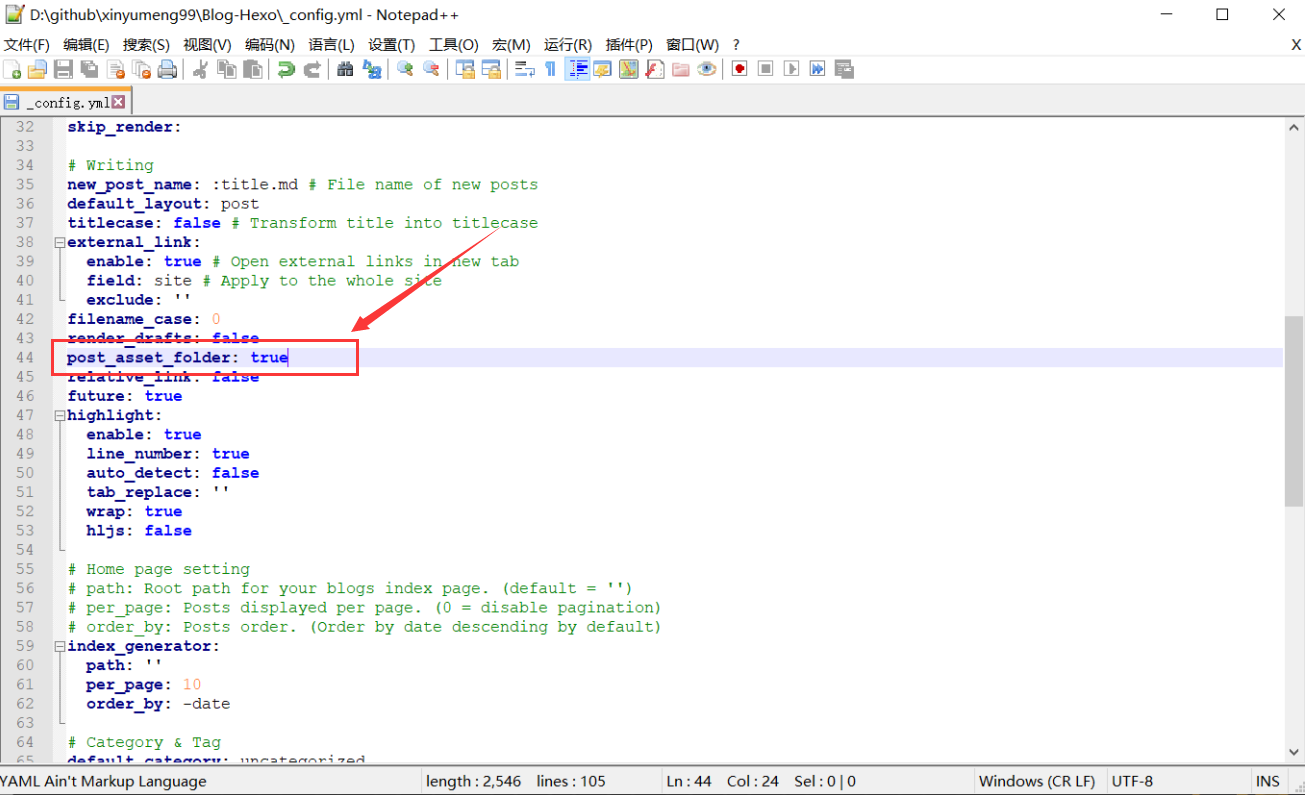 D:\github\xinyumeng99\Blog-Hexo\_config.yml - Notepad++
文件(F) 编辑(E) 搜索(S) 视图(V) 编码(N) 语言(L) 设置(T) 工具(O) 宏(M) 运行(R) 插件(P) 窗口(W) ? X
_config.yml
32 skip_render:
33
34 # Writing
35 new_post_name: :title.md # File name of new posts
36 default_layout: post
37 titlecase: false # Transform title into titlecase
38 external_link:
39 enable: true # Open external links in new tab
40 field: site # Apply to the whole site
41 exclude: ''
42 filename_case: 0
43 render_drafts: false
44 post_asset_folder: true
45 relative_link: false
46 future: true
47 highlight:
48 enable: true
49 line_number: true
50 auto_detect: false
51 tab_replace: ''
52 wrap: true
53 hljs: false
54
55 # Home page setting
56 # path: Root path for your blogs index page. (default = '')
57 # per_page: Posts displayed per page. (0 = disable pagination)
58 # order_by: Posts order. (Order by date descending by default)
59 index_generator:
60 path: ''
61 per_page: 10
62 order_by: -date
63
64 # Category & Tag
65 default_category: uncategorized
YAML Ain't Markup Language length : 2,546 lines : 105 Ln : 44 Col : 24 Sel : 0 | 0 Windows (CR LF) UTF-8 INS